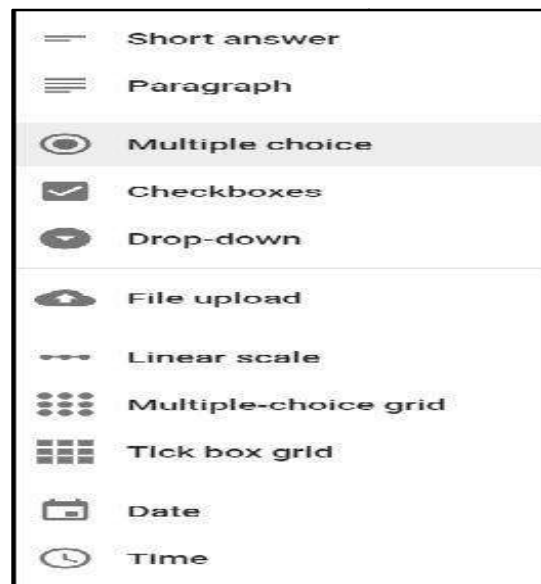 Short answer
Paragraph
Multiple choice
Checkboxes
Drop-down
File upload
Linear scale
Multiple-choice grid
Tick box grid
Date
Time